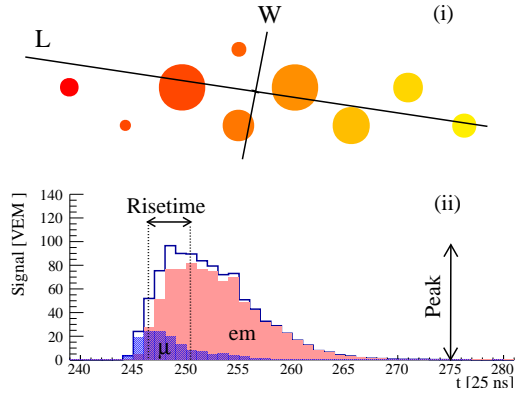 W
(i)
L
140
Risetime
(ii)
120
100
80
60
40
20
0
Signal [VEM ]
Peak
em
μ
240 245 250 255 260 265 270 275 280
t [25 ns]